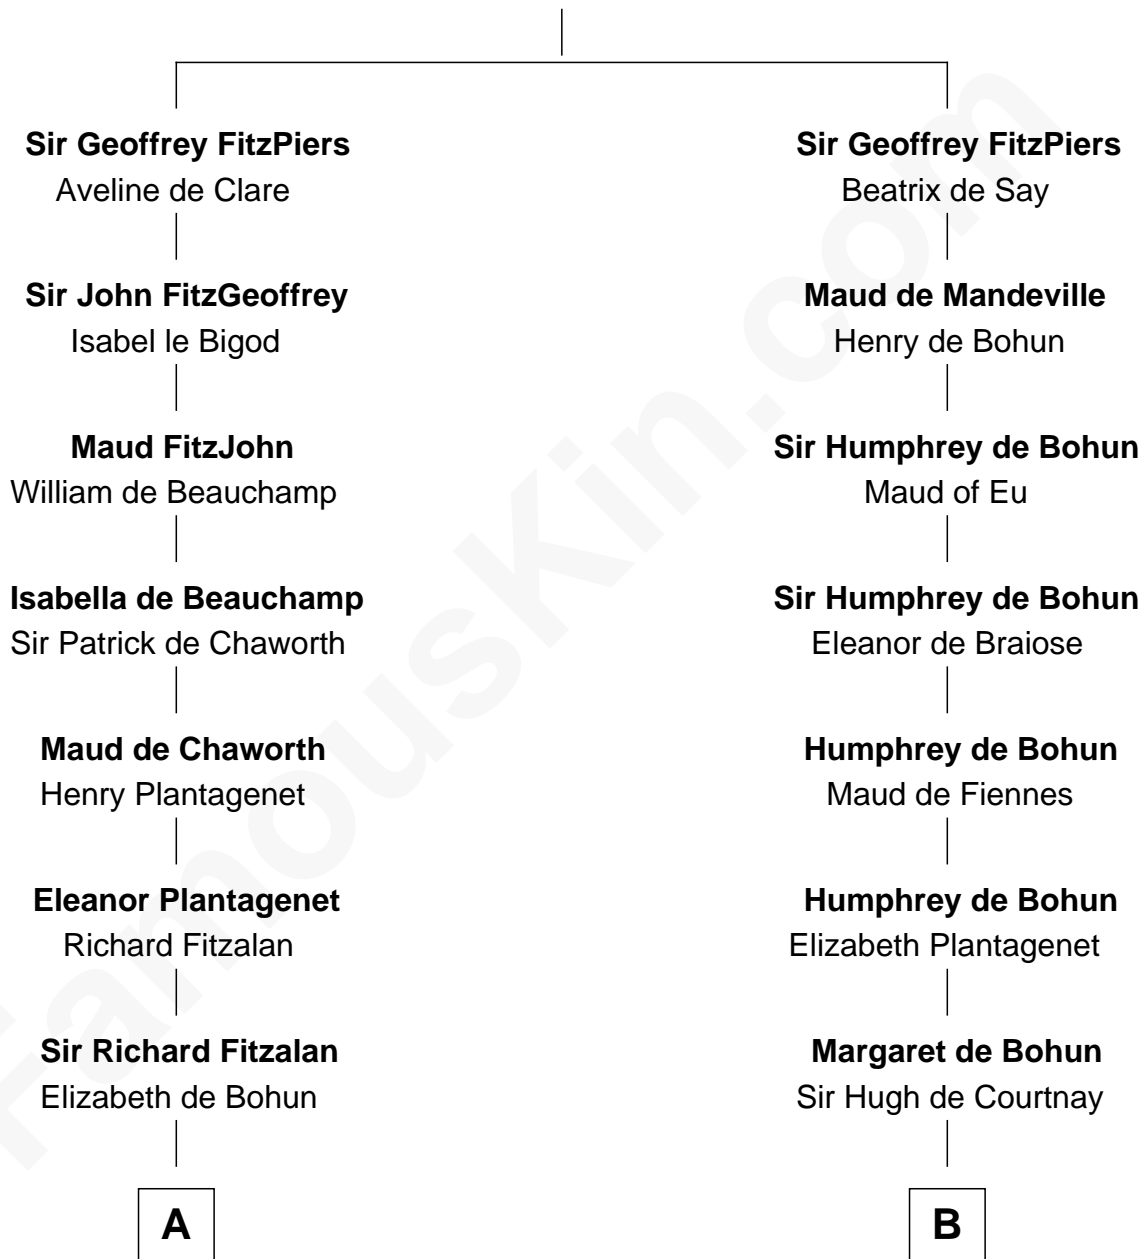 Sir Geoffrey FitzPiers
Aveline de Clare
Sir John FitzGeoffrey
Isabel le Bigod
Maud FitzJohn
William de Beauchamp
Isabella de Beauchamp
Sir Patrick de Chaworth
Maud de Chaworth
Henry Plantagenet
Eleanor Plantagenet
Richard Fitzalan
Sir Richard Fitzalan
Elizabeth de Bohun
A
Sir Geoffrey FitzPiers
Beatrix de Say
Maud de Mandeville
Henry de Bohun
Sir Humphrey de Bohun
Maud of Eu
Sir Humphrey de Bohun
Eleanor de Braiose
Humphrey de Bohun
Maud de Fiennes
Humphrey de Bohun
Elizabeth Plantagenet
Margaret de Bohun
Sir Hugh de Courtnay
B
FamousKin.com